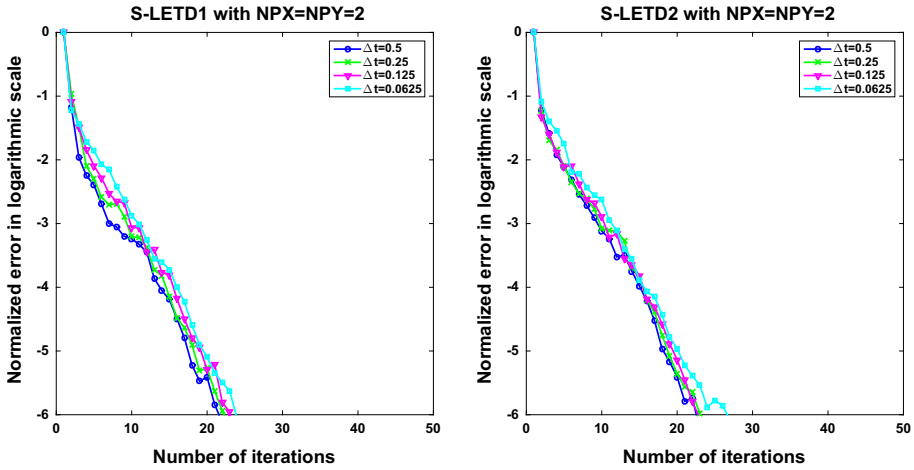 S-LETD1 with NPX=NPY=2
Normalized error in logarithmic scale
0
-1
-2
-3
-4
-5
-6
0
10
20
30
40
50
Number of iterations
Δt=0.5
Δt=0.25
Δt=0.125
Δt=0.0625
S-LETD2 with NPX=NPY=2
Normalized error in logarithmic scale
0
-1
-2
-3
-4
-5
-6
0
10
20
30
40
50
Number of iterations
Δt=0.5
Δt=0.25
Δt=0.125
Δt=0.0625